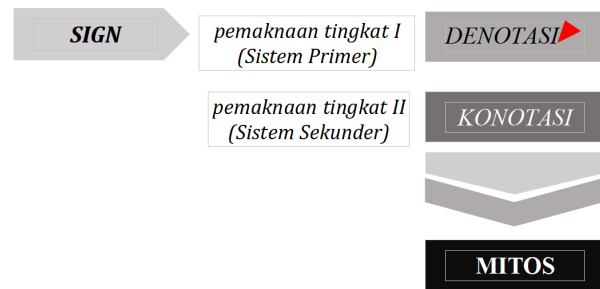 SIGN
pemaknaan tingkat I
(Sistem Primer)
DENOTASI
pemaknaan tingkat II
(Sistem Sekunder)
KONOTASI
MITOS